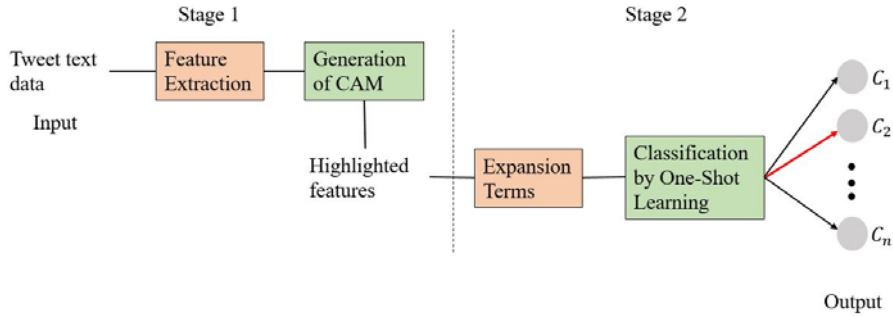 Stage 1
Stage 2
Tweet text
data
Input
Feature
Extraction
Generation
of CAM
Highlighted
features
Expansion
Terms
Classification
by One-Shot
Learning
C1
C2
Cn
Output